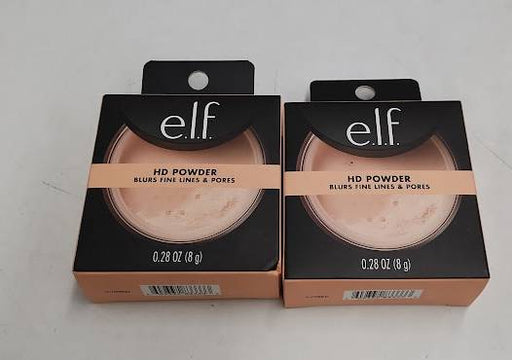 e.l.f.
HD POWDER
BLURS FINE LINES & PORES
0.28 OZ (8 g)
e.l.f.
HD POWDER
BLURS FINE LINES & PORES
0.28 OZ (8 g)